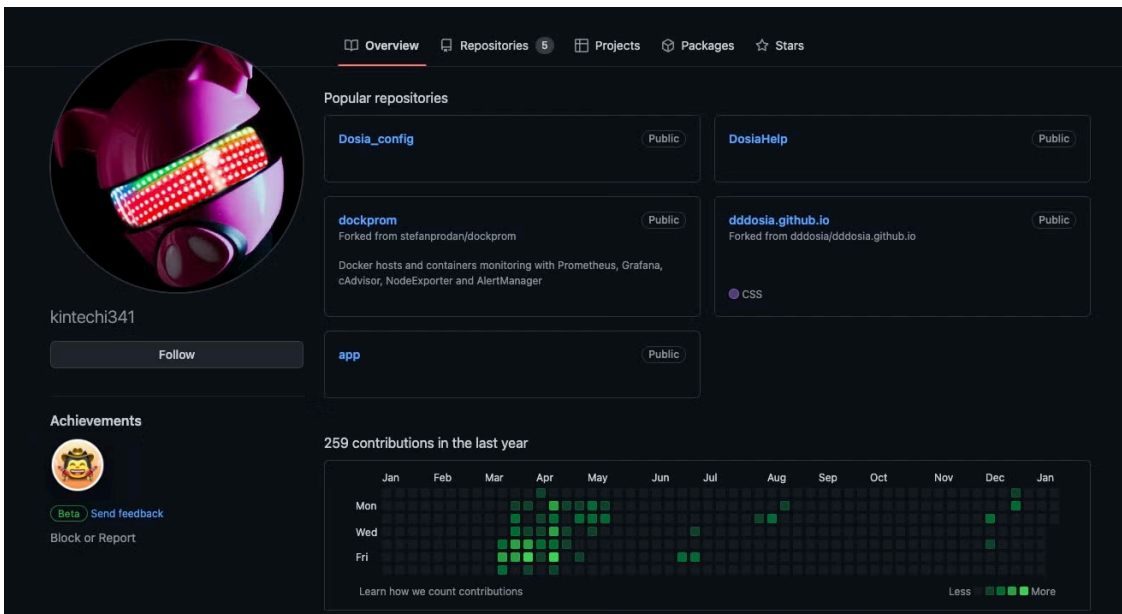 Overview Repositories 5 Projects Packages Stars
kintechi341
Follow
Achievements
Beta Send feedback
Block or Report
Popular repositories
Dosia_config Public
DosiaHelp Public
dockprom Public
Forked from stefanprodan/dockprom
Docker hosts and containers monitoring with Prometheus, Grafana,
cAdvisor, NodeExporter and AlertManager
dddosia.github.io Public
Forked from dddosia/dddosia.github.io
CSS
app Public
259 contributions in the last year
Jan Feb Mar Apr May Jun Jul Aug Sep Oct Nov Dec Jan
Mon
Wed
Fri
Learn how we count contributions
Less More